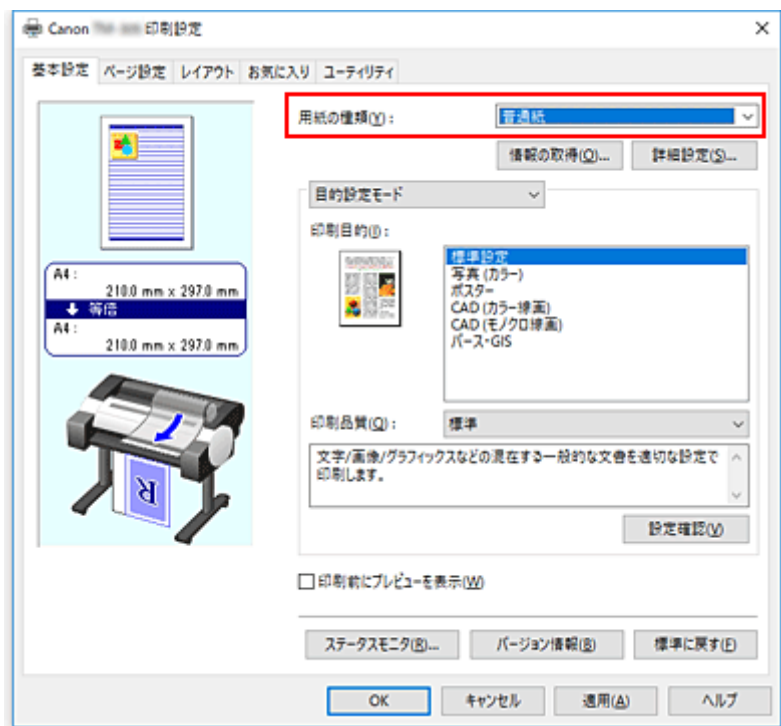 Canon 印刷設定
基本設定 ページ設定 レイアウト お気に入り ユーティリティ
用紙の種類(Y): 普通紙
情報の取得(O)... 詳細設定(S)...
目的設定モード
印刷目的(I):
標準設定
写真 (カラー)
ポスター
CAD (カラー線画)
CAD (モノクロ線画)
パース・GIS
A4 :
210.0 mm x 297.0 mm
等倍
A4 :
210.0 mm x 297.0 mm
R
印刷品質(Q): 標準
文字/画像/グラフィックスなどの混在する一般的な文書を適切な設定で
印刷します。
設定確認(V)
印刷前にプレビューを表示(W)
ステータスモニタ(R)... バージョン情報(B) 標準に戻す(F)
OK キャンセル 適用(A) ヘルプ